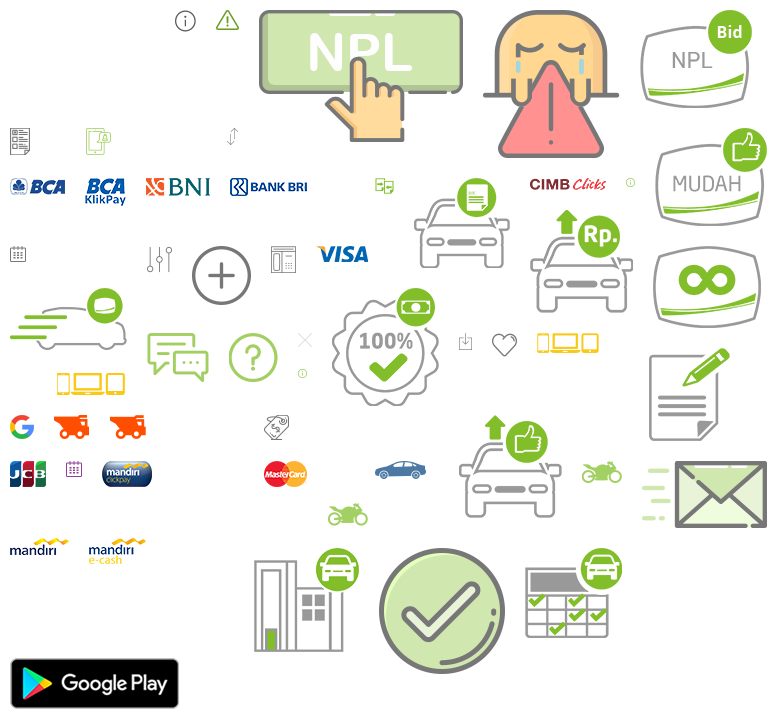 NPL
Bid
NPL
MUDAH
BCA
BCA
KlikPay
BNI
BANK BRI
CIMB Clicks
Rp.
VISA
100%
JCB
mandiri
clickpay
MasterCard
mandiri
mandiri
e-cash
Google Play